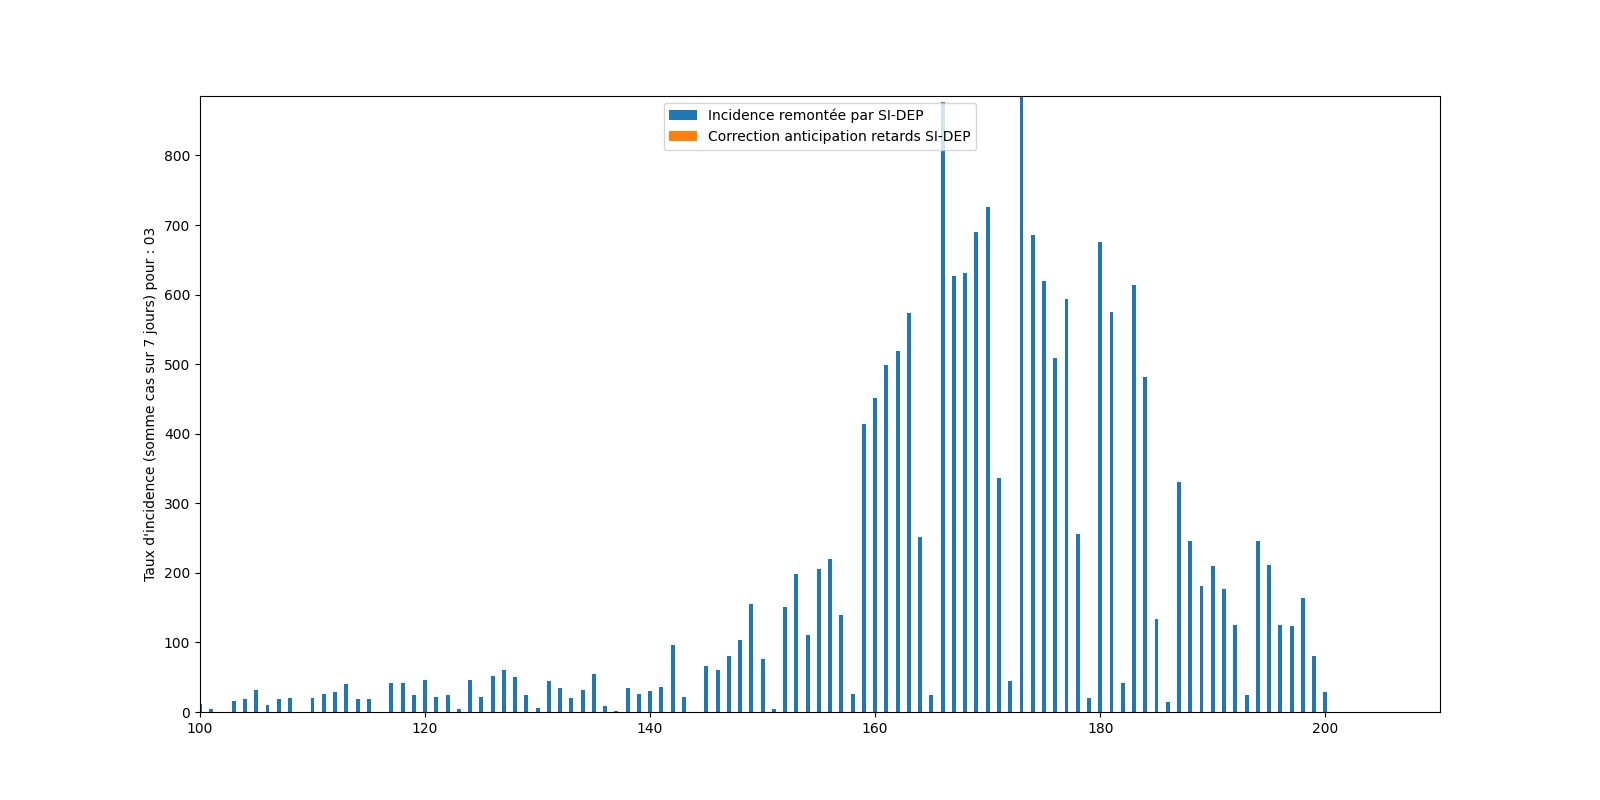 Incidence remontée par SI-DEP
Correction anticipation retards SI-DEP
Taux d'incidence (somme cas sur 7 jours) pour : 03
800
700
600
500
400
300
200
100
0
100 120 140 160 180 200